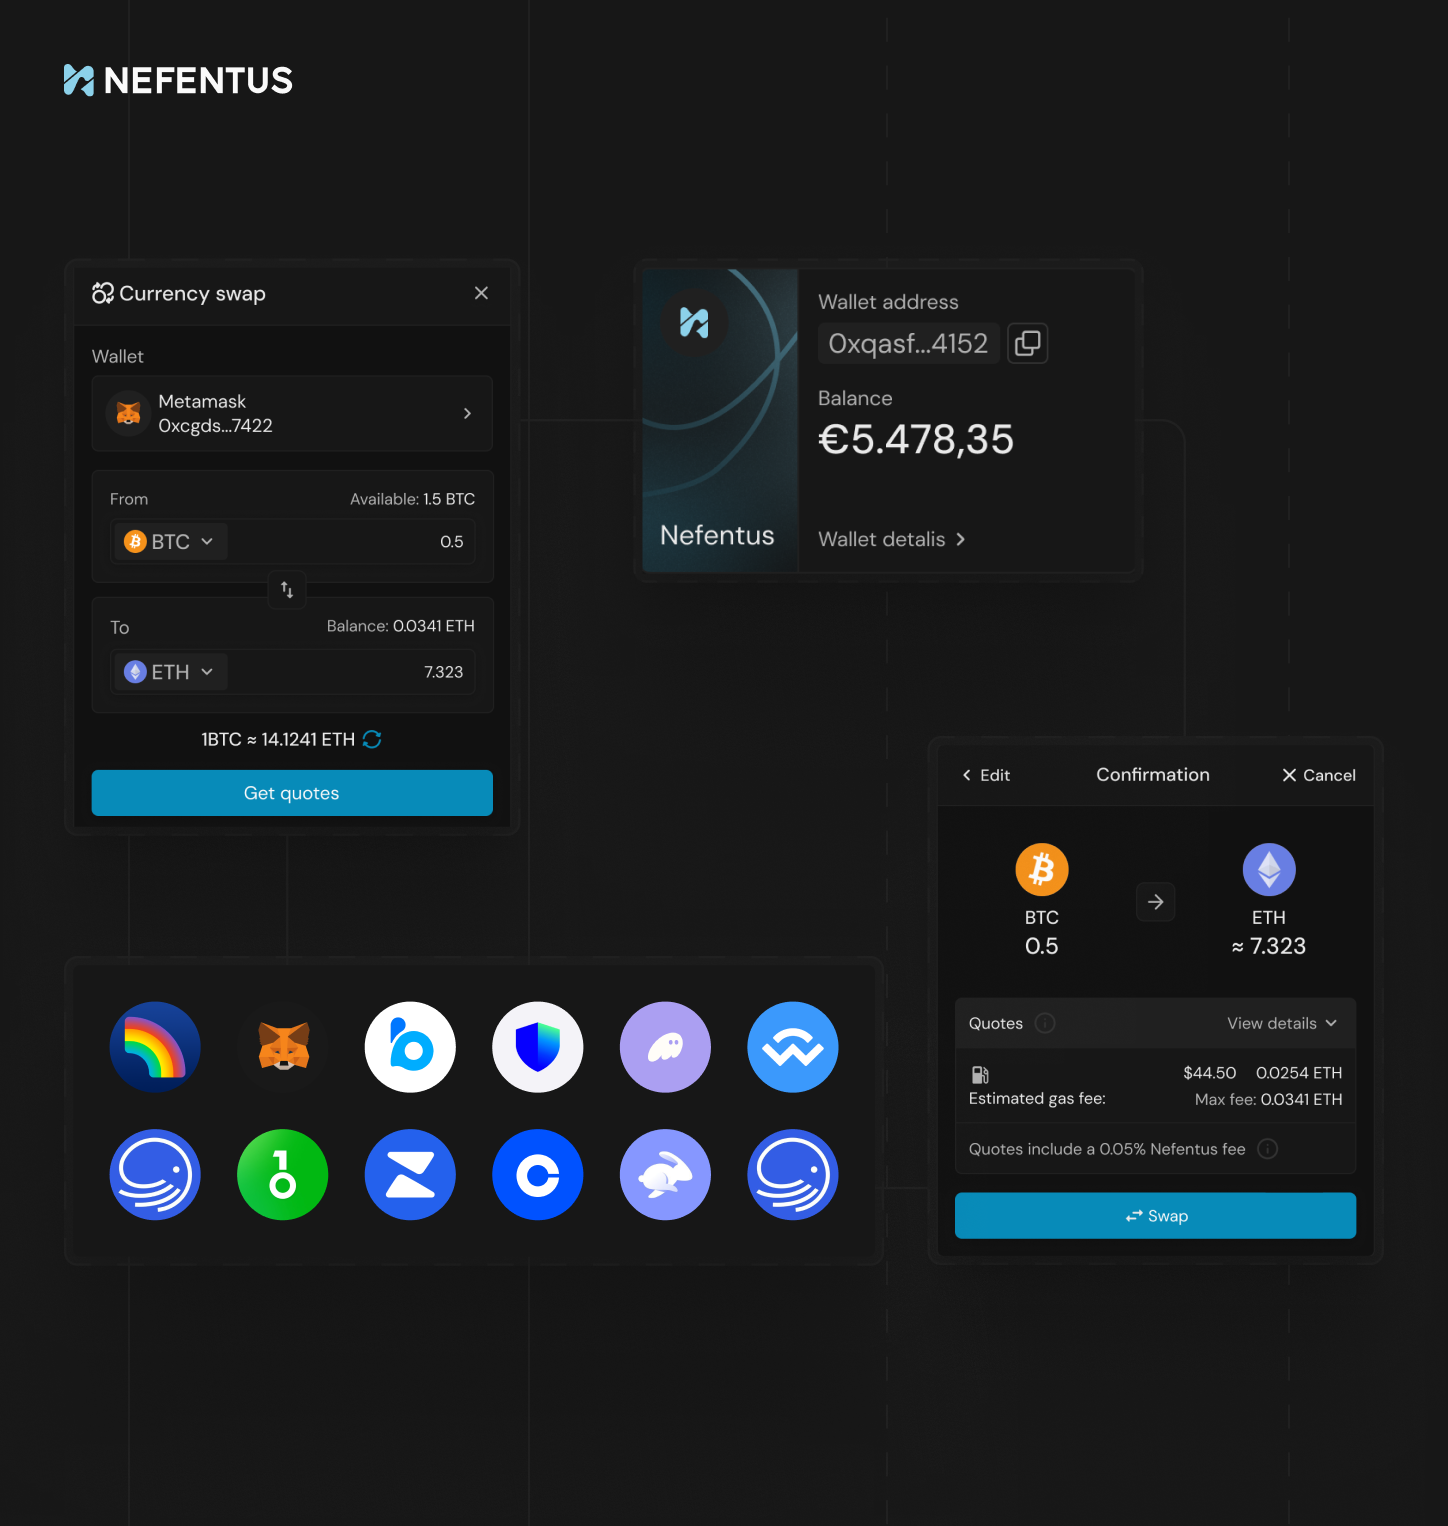 NEFENTUS
Currency swap
Wallet
Metamask
0xcgds...7422
From
Available: 1.5 BTC
BTC
0.5
To
Balance: 0.0341 ETH
ETH
7.323
1BTC ≈ 14.1241 ETH
Get quotes
Nefentus
Wallet address
0xqasf...4152
Balance
€5.478,35
Wallet detalis
Edit
Confirmation
Cancel
BTC
0.5
ETH
≈ 7.323
Quotes
View details
$44.50 0.0254 ETH
Estimated gas fee:
Max fee: 0.0341 ETH
Quotes include a 0.05% Nefentus fee
Swap